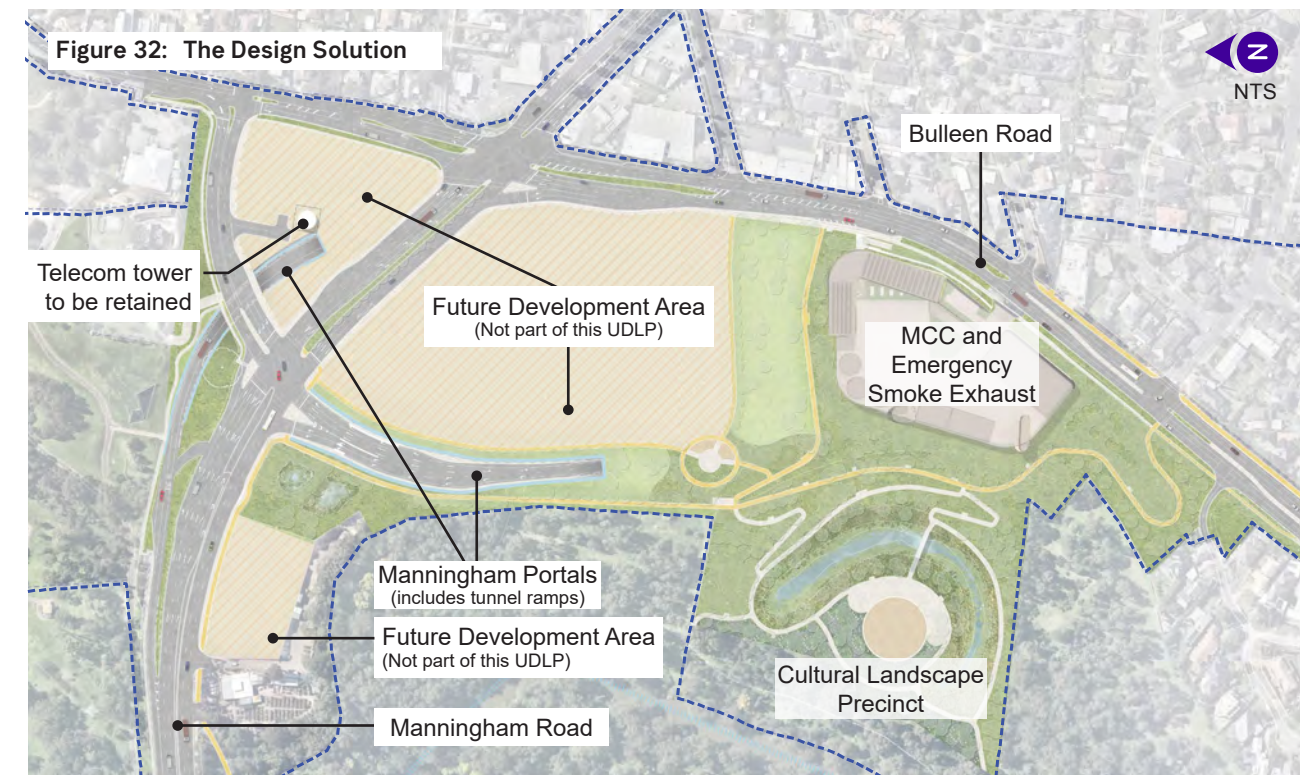 Figure 32: The Design Solution
N
NTS
Bulleen Road
Telecom tower
to be retained
Future Development Area
(Not part of this UDLP)
MCC and
Emergency
Smoke Exhaust
Manningham Portals
(includes tunnel ramps)
Future Development Area
(Not part of this UDLP)
Cultural Landscape
Precinct
Manningham Road